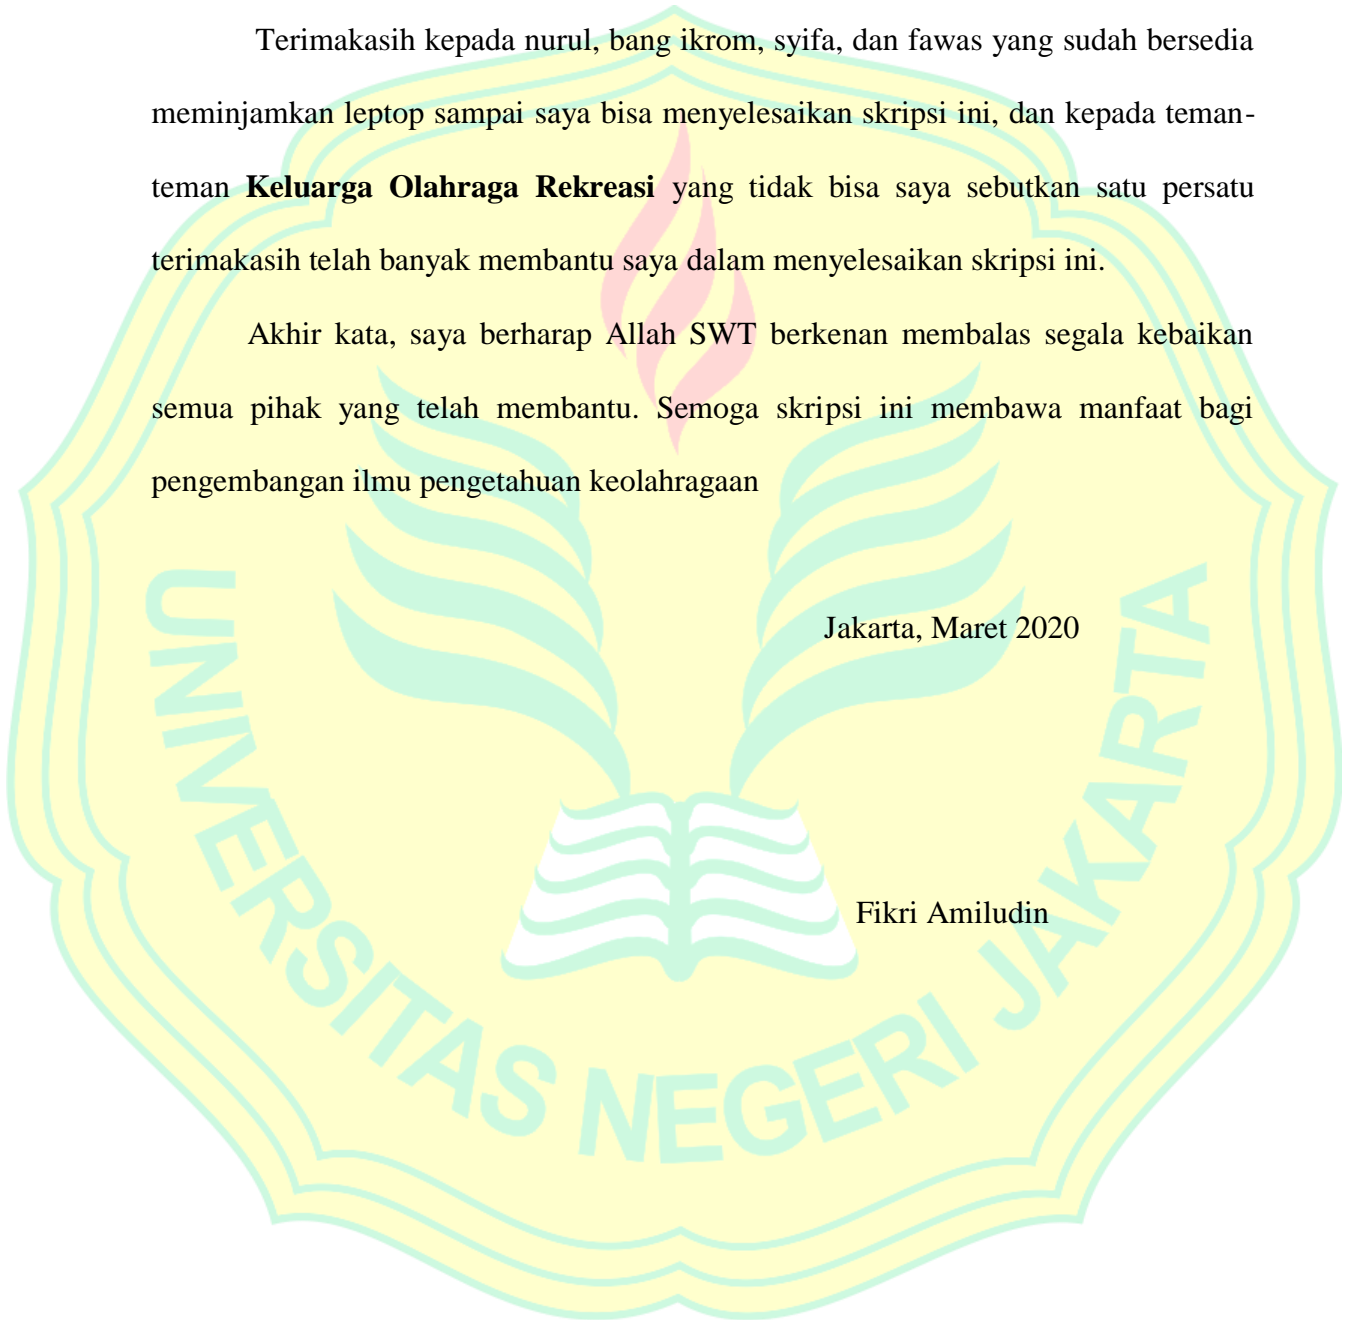 Terimakasih kepada nurul, bang ikrom, syifa, dan fawas yang sudah bersedia
meminjamkan leptop sampai saya bisa menyelesaikan skripsi ini, dan kepada teman-
teman Keluarga Olahraga Rekreasi yang tidak bisa saya sebutkan satu persatu
terimakasih telah banyak membantu saya dalam menyelesaikan skripsi ini.
Akhir kata, saya berharap Allah SWT berkenan membalas segala kebaikan
semua pihak yang telah membantu. Semoga skripsi ini membawa manfaat bagi
pengembangan ilmu pengetahuan keolahragaan
Jakarta, Maret 2020
Fikri Amiludin
UNIVERSITAS NEGERI JAKARTA